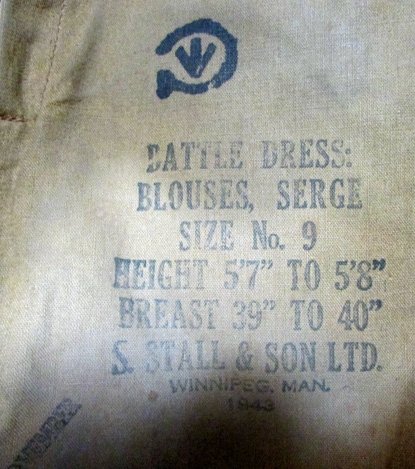 BATTLE DRESS:
BLOUSES, SERGE
SIZE No. 9
HEIGHT 5'7" TO 5'8"
BREAST 39" TO 40"
S. STALL & SON LTD.
WINNIPEG, MAN.
1943